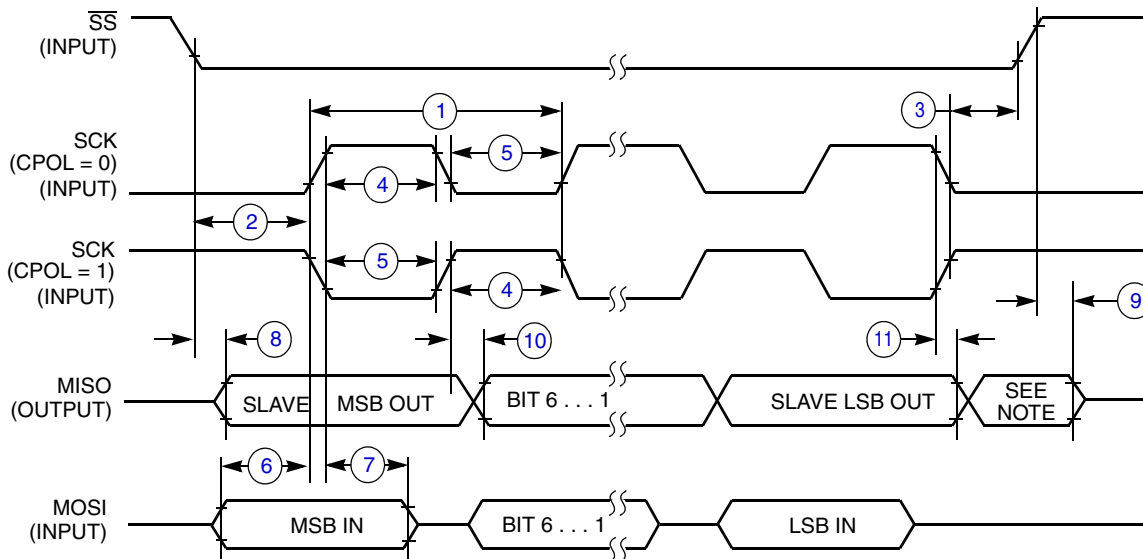 SS
(INPUT)
1
3
SCK
(CPOL = 0)
(INPUT)
5
4
2
SCK
(CPOL = 1)
(INPUT)
5
4
9
8
10
11
MISO
(OUTPUT)
SLAVE MSB OUT
BIT 6 . . . 1
SLAVE LSB OUT
SEE
NOTE
6
7
MOSI
(INPUT)
MSB IN
BIT 6 . . . 1
LSB IN